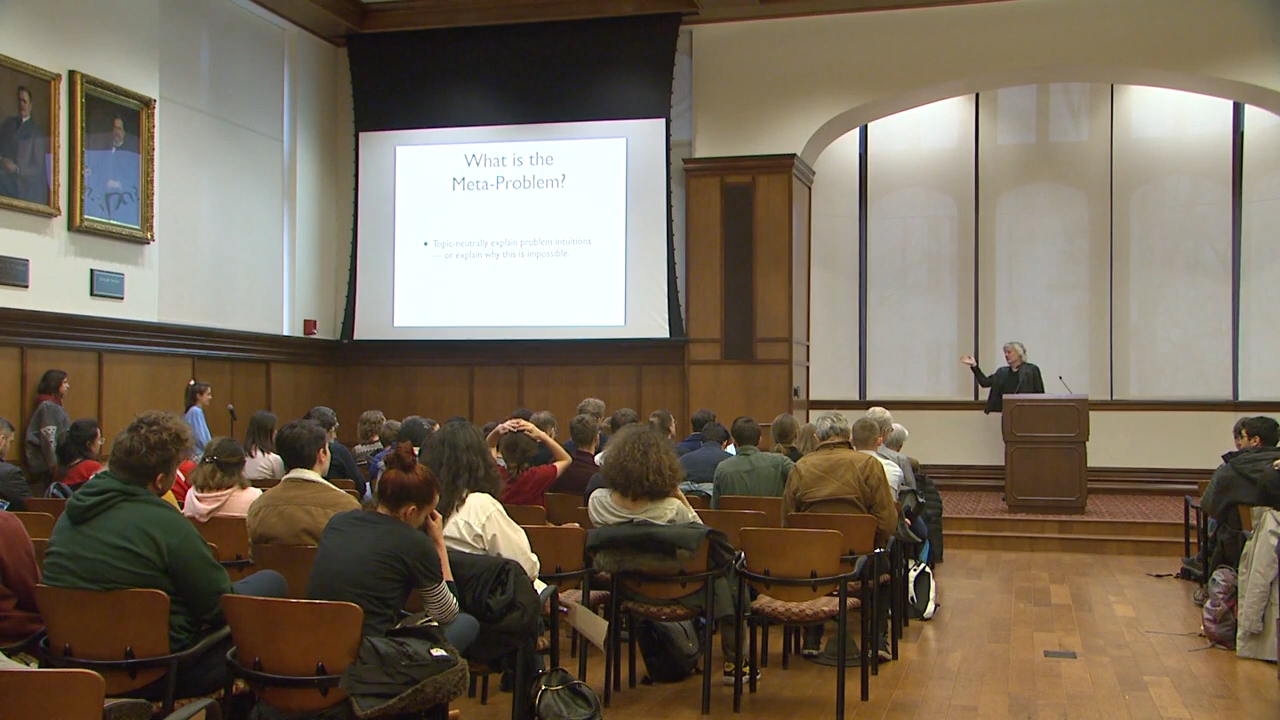 What is the
Meta-Problem?
• Topic-neutrally explain problem intuitions
— or explain why this is impossible.